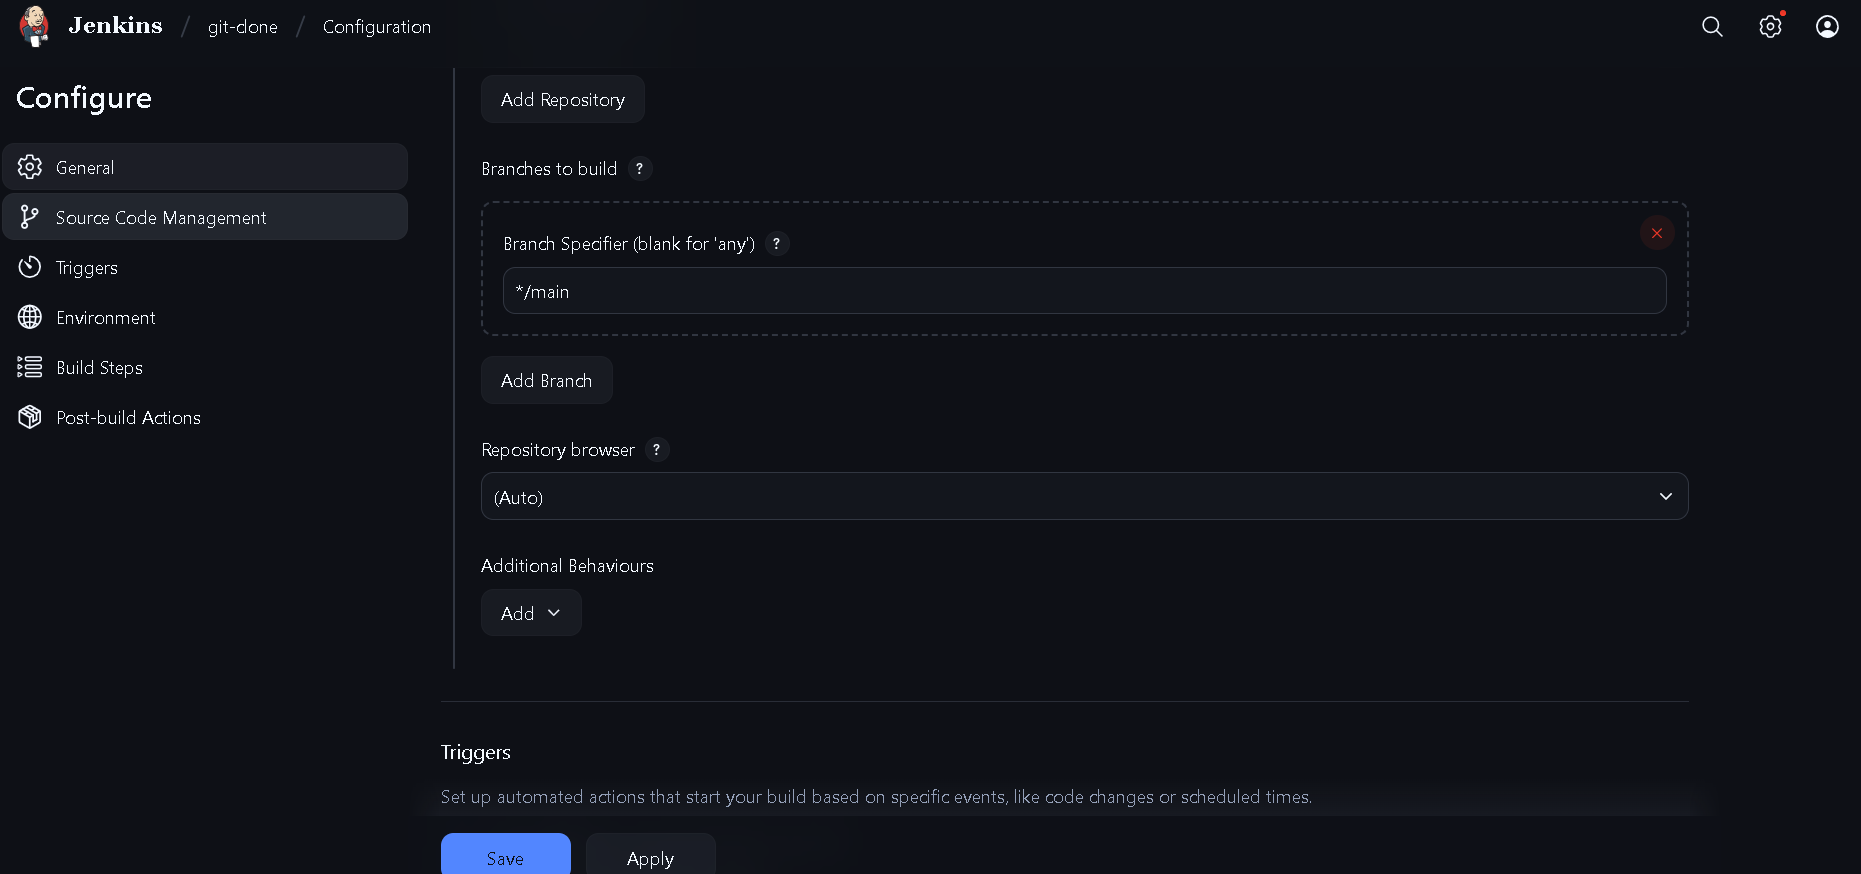 Jenkins / git-clone / Configuration
Configure
General
Source Code Management
Triggers
Environment
Build Steps
Post-build Actions
Add Repository
Branches to build ?
Branch Specifier (blank for 'any') ?
*/main
Add Branch
Repository browser ?
(Auto)
Additional Behaviours
Add
Triggers
Set up automated actions that start your build based on specific events, like code changes or scheduled times.
Save Apply